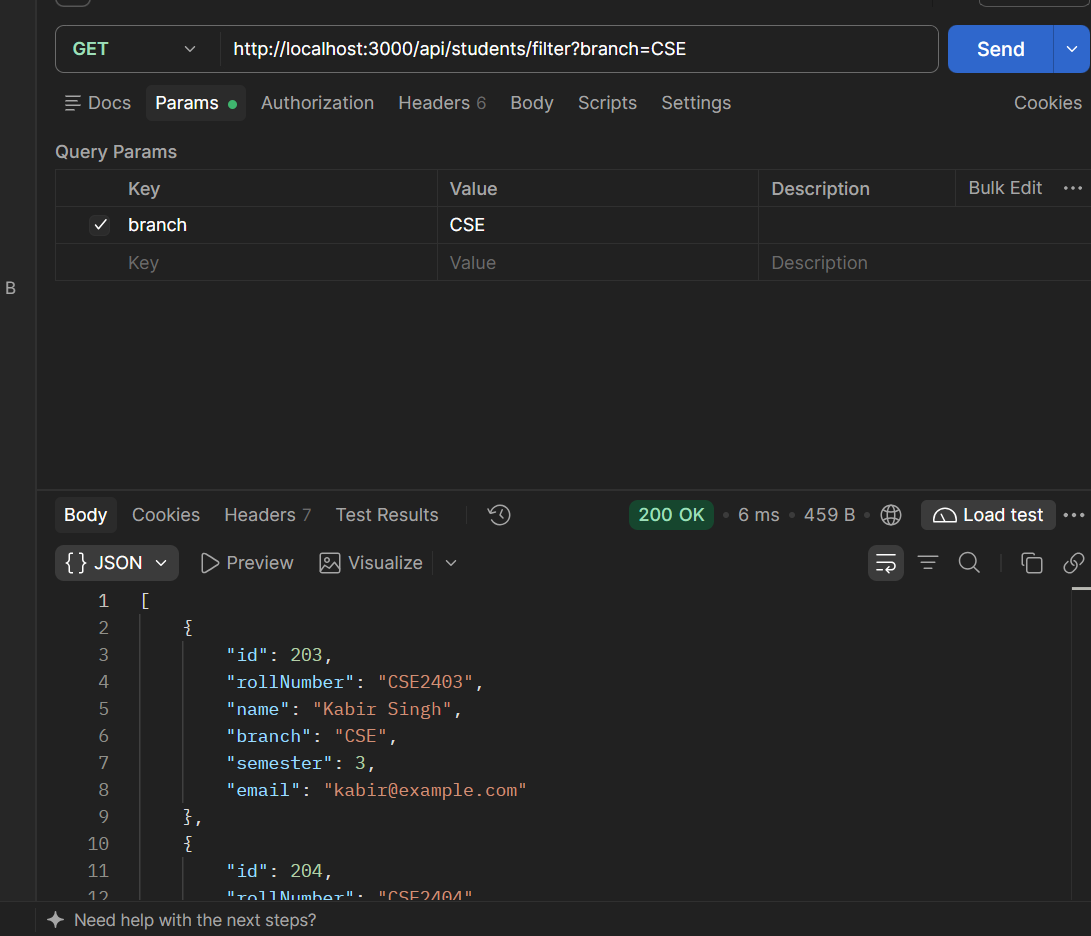 GET http://localhost:3000/api/students/filter?branch=CSE Send
Docs Params Authorization Headers 6 Body Scripts Settings Cookies
Query Params
Key Value Description Bulk Edit
branch CSE
Key Value Description
B
Body Cookies Headers 7 Test Results 200 OK • 6 ms • 459 B • Load test
{} JSON Preview Visualize
1 [
2 {
3 "id": 203,
4 "rollNumber": "CSE2403",
5 "name": "Kabir Singh",
6 "branch": "CSE",
7 "semester": 3,
8 "email": "kabir@example.com"
9 },
10 {
11 "id": 204,
12 "rollNumber": "CSE2404"
Need help with the next steps?